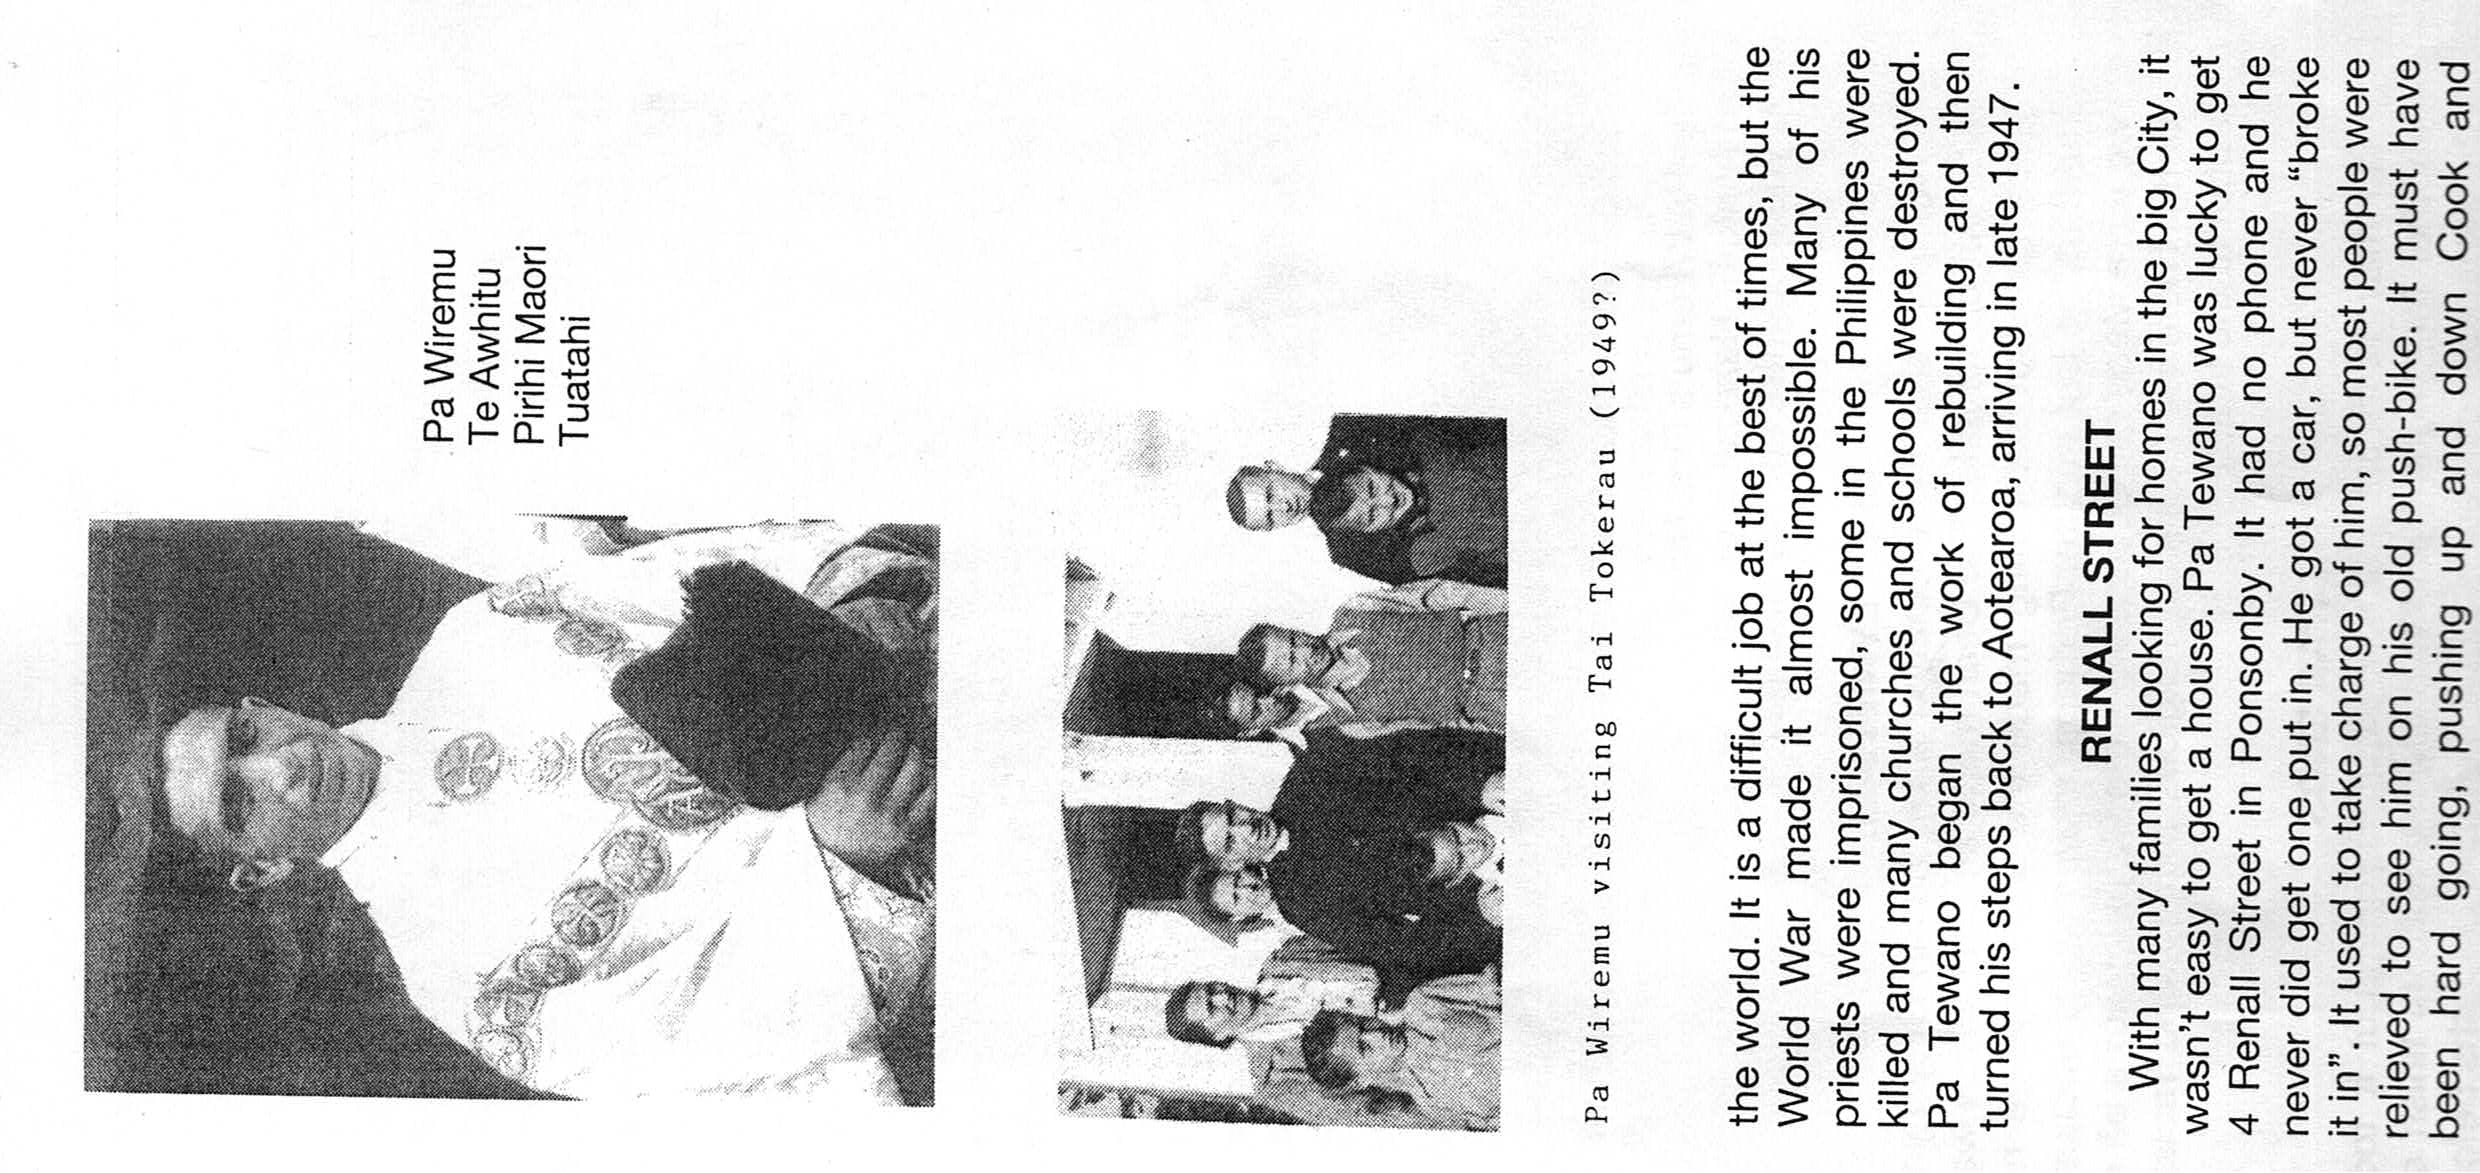 Pa Wiremu
Te Awhitu
Pirihi Maori
Tuatahi
Pa Wiremu visiting Tai Tokerau (1949?)
the world. It is a difficult job at the best of times, but the
World War made it almost impossible. Many of his
priests were imprisoned, some in the Philippines were
killed and many churches and schools were destroyed.
Pa Tewano began the work of rebuilding and then
turned his steps back to Aotearoa, arriving in late 1947.
RENALL STREET
With many families looking for homes in the big City, it
wasn't easy to get a house. Pa Tewano was lucky to get
4 Renall Street in Ponsonby. It had no phone and he
never did get one put in. He got a car, but never “broke
it in”. It used to take charge of him, so most people were
relieved to see him on his old push-bike. It must have
been hard going, pushing up and down Cook and